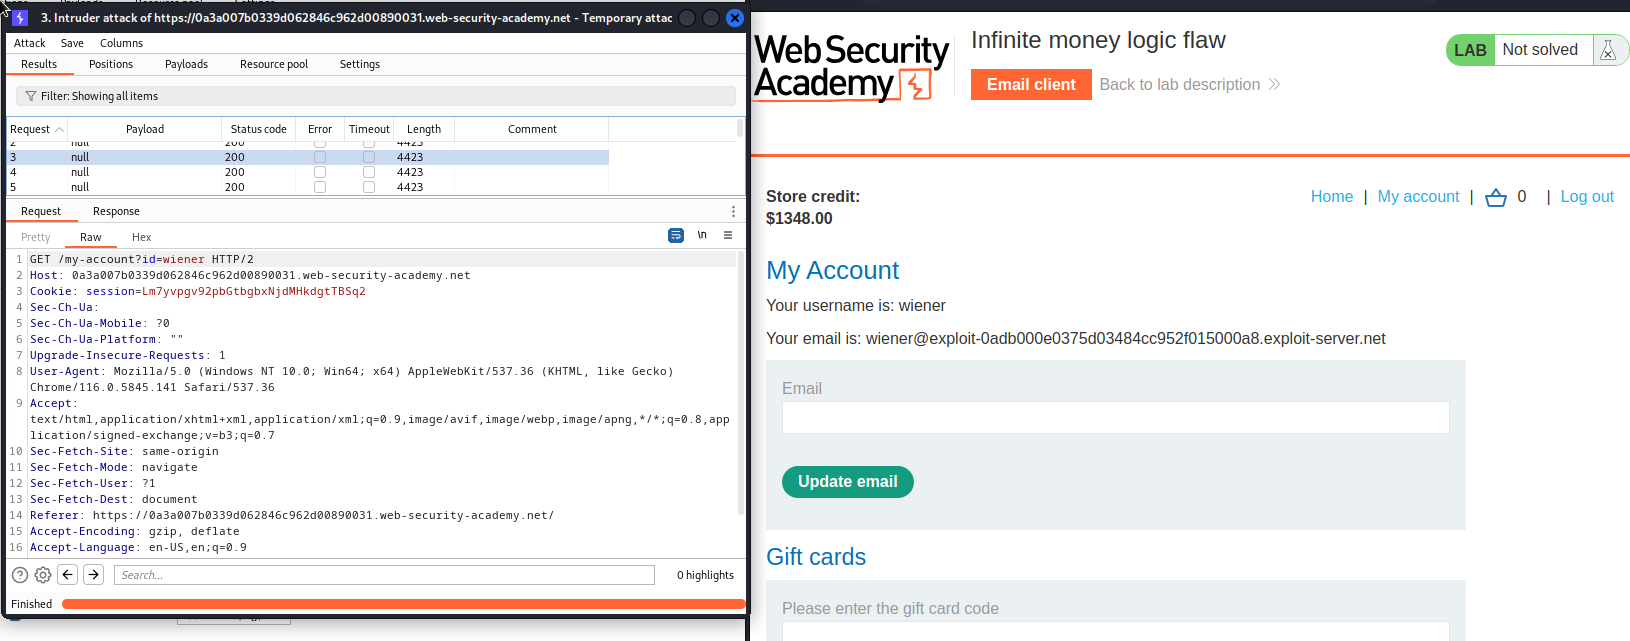 3. Intruder attack of https://0a3a007b0339d062846c962d00890031.web-security-academy.net - Temporary attac
Attack Save Columns
Results Positions Payloads Resource pool Settings
Filter: Showing all items
Request Payload Status code Error Timeout Length Comment
2 null 200 4423
3 null 200 4423
4 null 200 4423
5 null 200 4423
Request Response
Pretty Raw Hex \n
1 GET /my-account?id=wiener HTTP/2
2 Host: 0a3a007b0339d062846c962d00890031.web-security-academy.net
3 Cookie: session=Lm7yvpgv92pbGtbgbxNjdMHkdgtTBSq2
4 Sec-Ch-Ua:
5 Sec-Ch-Ua-Mobile: ?0
6 Sec-Ch-Ua-Platform: ""
7 Upgrade-Insecure-Requests: 1
8 User-Agent: Mozilla/5.0 (Windows NT 10.0; Win64; x64) AppleWebKit/537.36 (KHTML, like Gecko)
Chrome/116.0.5845.141 Safari/537.36
9 Accept:
text/html,application/xhtml+xml,application/xml;q=0.9,image/avif,image/webp,image/apng,*/*;q=0.8,app
lication/signed-exchange;v=b3;q=0.7
10 Sec-Fetch-Site: same-origin
11 Sec-Fetch-Mode: navigate
12 Sec-Fetch-User: ?1
13 Sec-Fetch-Dest: document
14 Referer: https://0a3a007b0339d062846c962d00890031.web-security-academy.net/
15 Accept-Encoding: gzip, deflate
16 Accept-Language: en-US,en;q=0.9
Search... 0 highlights
Finished
Web Security
Academy
Infinite money logic flaw
Email client Back to lab description
LAB Not solved
Store credit:
$1348.00
Home | My account | 0 | Log out
My Account
Your username is: wiener
Your email is: wiener@exploit-0adb000e0375d03484cc952f015000a8.exploit-server.net
Email
Update email
Gift cards
Please enter the gift card code